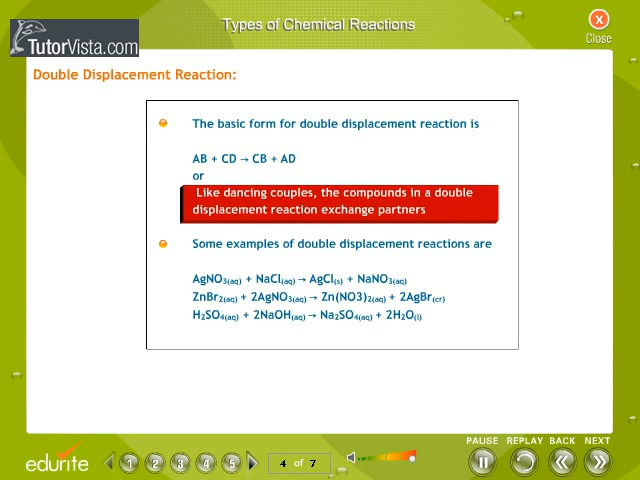 Types of Chemical Reactions
X
Close
TutorVista.com
Double Displacement Reaction:
The basic form for double displacement reaction is
AB + CD → CB + AD
or
Like dancing couples, the compounds in a double
displacement reaction exchange partners
Some examples of double displacement reactions are
AgNO₃(aq) + NaCl(aq) → AgCl(s) + NaNO₃(aq)
ZnBr₂(aq) + 2AgNO₃(aq) → Zn(NO3)₂(aq) + 2AgBr(cr)
H₂SO₄(aq) + 2NaOH(aq) → Na₂SO₄(aq) + 2H₂O(l)
PAUSE REPLAY BACK NEXT
edurite 1 2 3 4 5 4 of 7